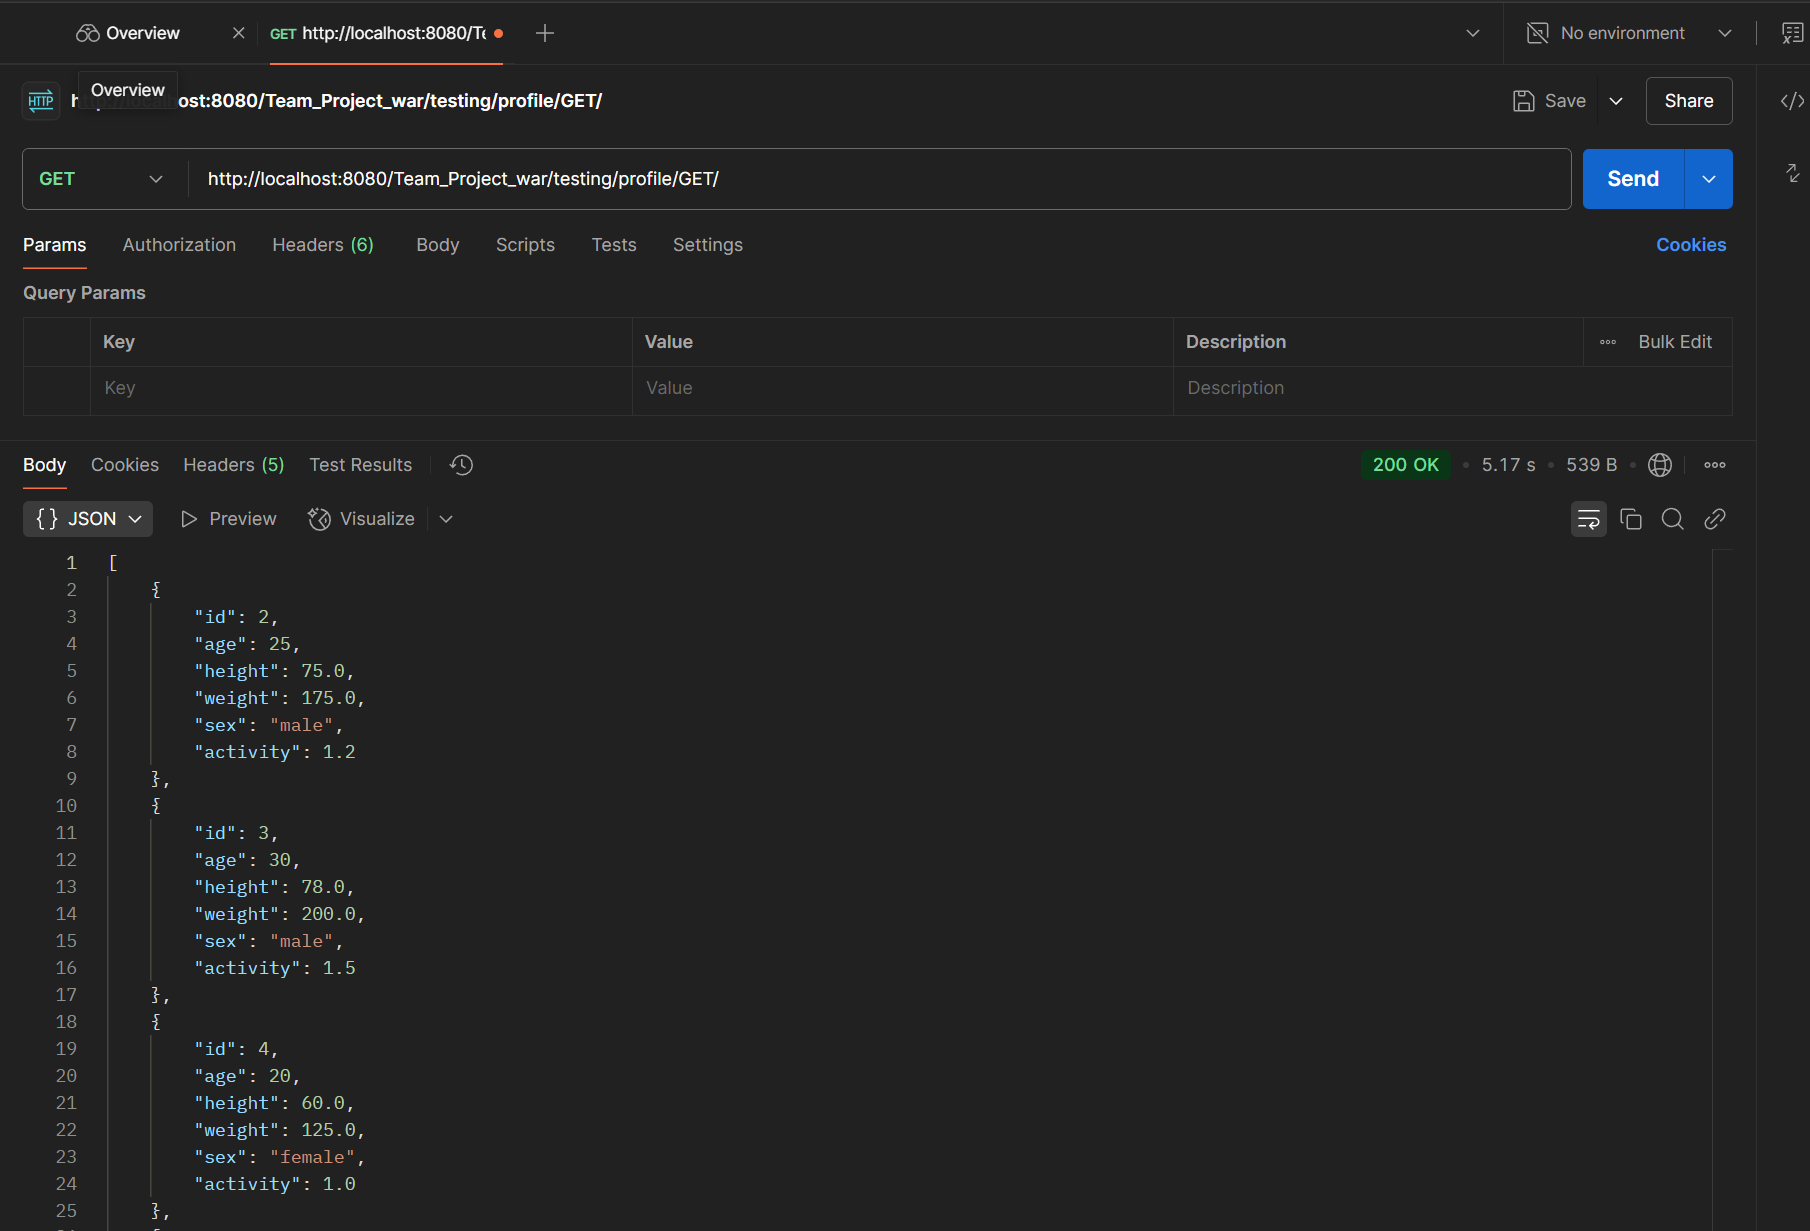 Overview
GET http://localhost:8080/Te
No environment
Overview
HTTP
ost:8080/Team_Project_war/testing/profile/GET/
Save
Share
GET
http://localhost:8080/Team_Project_war/testing/profile/GET/
Send
Params Authorization Headers (6) Body Scripts Tests Settings
Cookies
Query Params
Key Value Description Bulk Edit
Key Value Description
Body Cookies Headers (5) Test Results
200 OK 5.17 s 539 B
{} JSON Preview Visualize
1 [
2 {
3 "id": 2,
4 "age": 25,
5 "height": 75.0,
6 "weight": 175.0,
7 "sex": "male",
8 "activity": 1.2
9 },
10 {
11 "id": 3,
12 "age": 30,
13 "height": 78.0,
14 "weight": 200.0,
15 "sex": "male",
16 "activity": 1.5
17 },
18 {
19 "id": 4,
20 "age": 20,
21 "height": 60.0,
22 "weight": 125.0,
23 "sex": "female",
24 "activity": 1.0
25 },